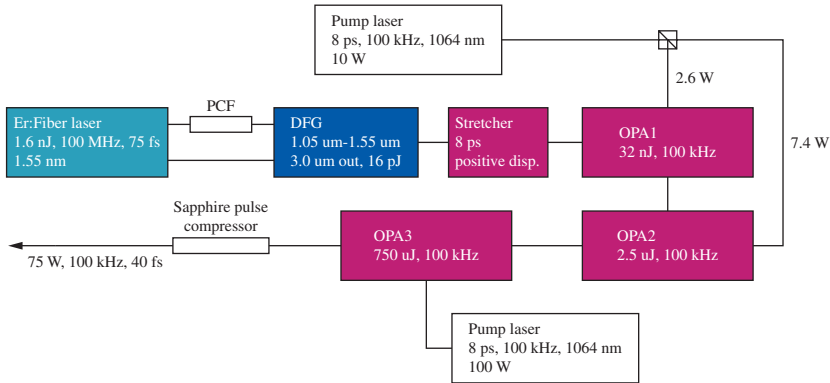 Pump laser
8 ps, 100 kHz, 1064 nm
10 W
2.6 W
PCF
Er:Fiber laser
1.6 nJ, 100 MHz, 75 fs
1.55 nm
DFG
1.05 um-1.55 um
3.0 um out, 16 pJ
Stretcher
8 ps
positive disp.
OPA1
32 nJ, 100 kHz
7.4 W
Sapphire pulse
compressor
OPA3
750 uJ, 100 kHz
OPA2
2.5 uJ, 100 kHz
75 W, 100 kHz, 40 fs
Pump laser
8 ps, 100 kHz, 1064 nm
100 W